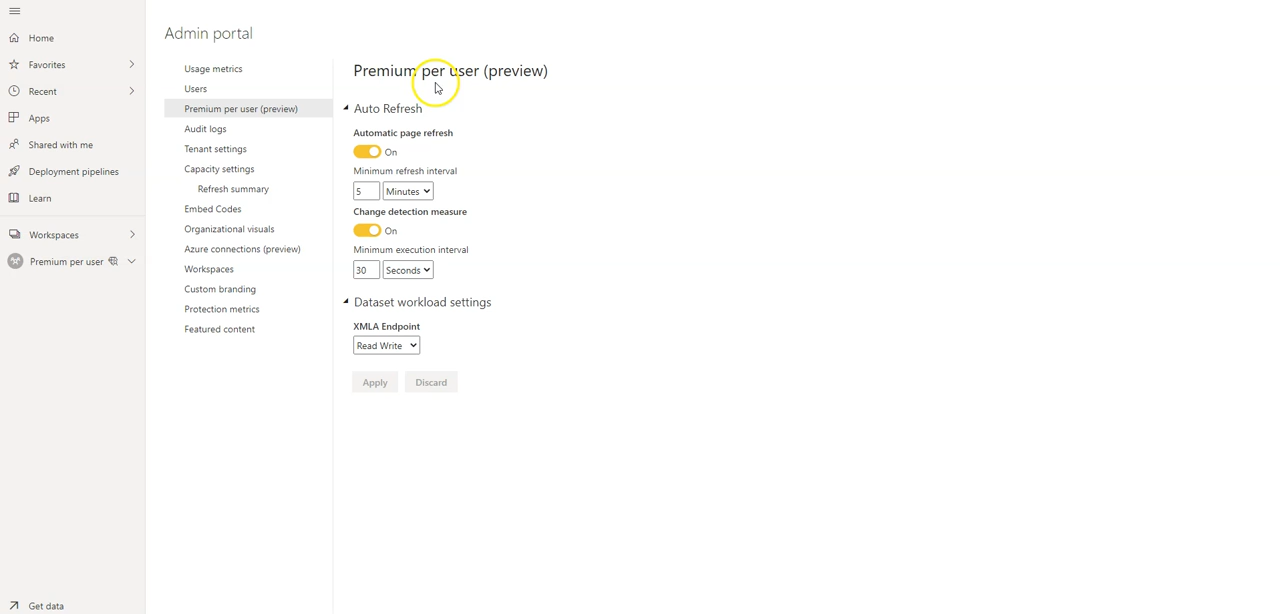 Home
Favorites
Recent
Apps
Shared with me
Deployment pipelines
Learn
Workspaces
Premium per user
Get data
Admin portal
Usage metrics
Users
Premium per user (preview)
Audit logs
Tenant settings
Capacity settings
Refresh summary
Embed Codes
Organizational visuals
Azure connections (preview)
Workspaces
Custom branding
Protection metrics
Featured content
Premium per user (preview)
Auto Refresh
Automatic page refresh
On
Minimum refresh interval
5 Minutes
Change detection measure
On
Minimum execution interval
30 Seconds
Dataset workload settings
XMLA Endpoint
Read Write
Apply Discard